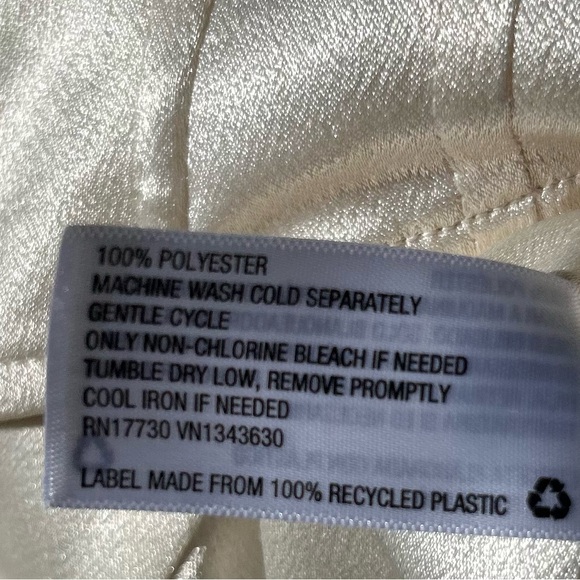 100% POLYESTER
MACHINE WASH COLD SEPARATELY
GENTLE CYCLE
ONLY NON-CHLORINE BLEACH IF NEEDED
TUMBLE DRY LOW, REMOVE PROMPTLY
COOL IRON IF NEEDED
RN17730 VN1343630
LABEL MADE FROM 100% RECYCLED PLASTIC